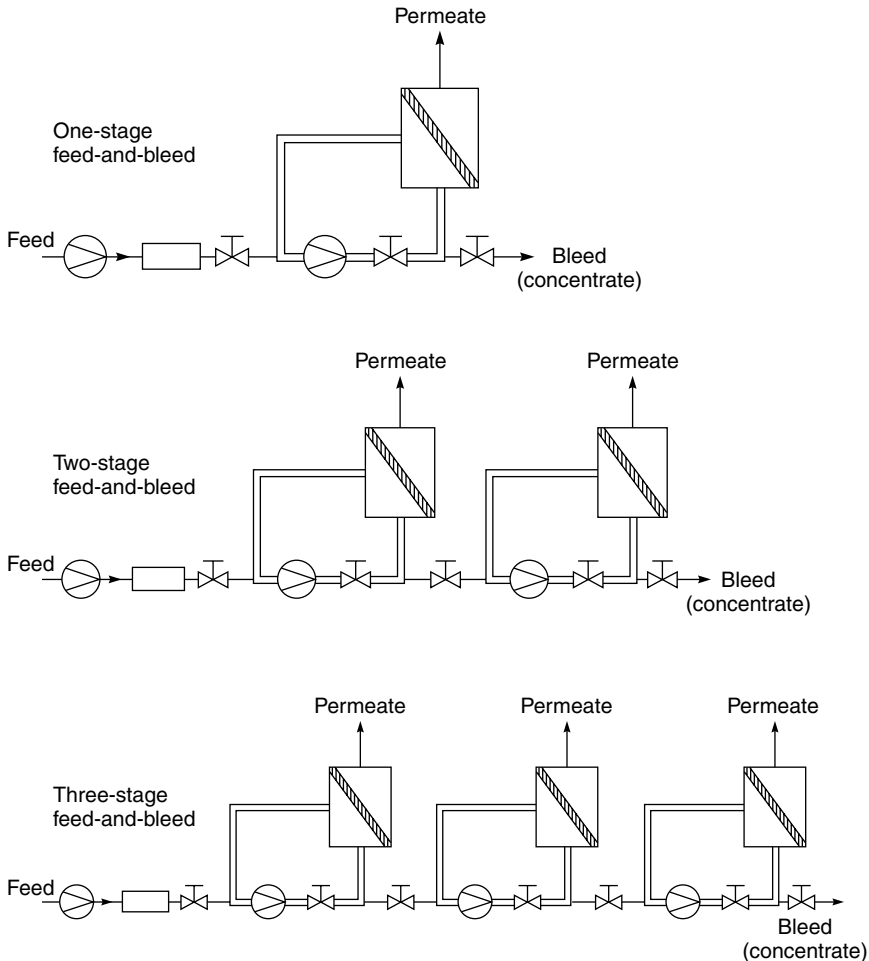 Permeate
One-stage
feed-and-bleed
Feed
Bleed
(concentrate)
Permeate
Permeate
Two-stage
feed-and-bleed
Feed
Bleed
(concentrate)
Permeate
Permeate
Permeate
Three-stage
feed-and-bleed
Feed
Bleed
(concentrate)